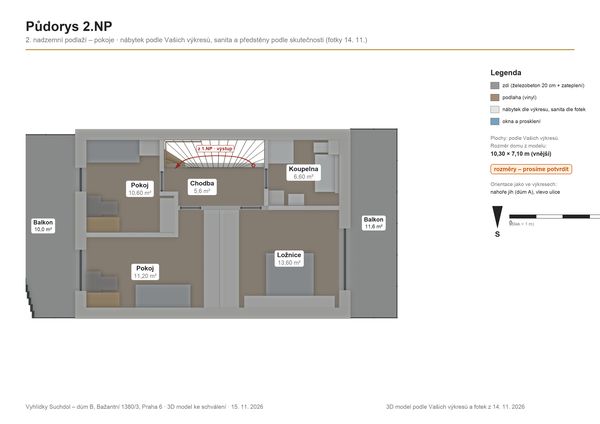 Půdorys 2.NP
2. nadzemní podlaží – pokoje · nábytek podle Vašich výkresů, sanita a předstěny podle skutečnosti (fotky 14. 11.)
Legenda
zdi (železobeton 20 cm + zateplení)
podlaha (vinyl)
nábytek dle výkresu, sanita dle fotek
okna a prosklení
Plochy: podle Vašich výkresů.
Rozměr domu z modelu:
10,30 × 7,10 m (vnější)
rozměry – prosíme potvrdit
Orientace jako ve výkresech:
nahoře jih (dům A), vlevo ulice
S
0
z 1.NP · výstup
Koupelna
6,60 m²
Pokoj
10,60 m²
Chodba
5,6 m²
Balkon
10,0 m²
Balkon
11,6 m²
Ložnice
13,60 m²
Pokoj
11,20 m²
Vyhlídky Suchdol – dům B, Bažantní 1380/3, Praha 6 · 3D model ke schválení · 15. 11. 2026
3D model podle Vašich výkresů a fotek z 14. 11. 2026